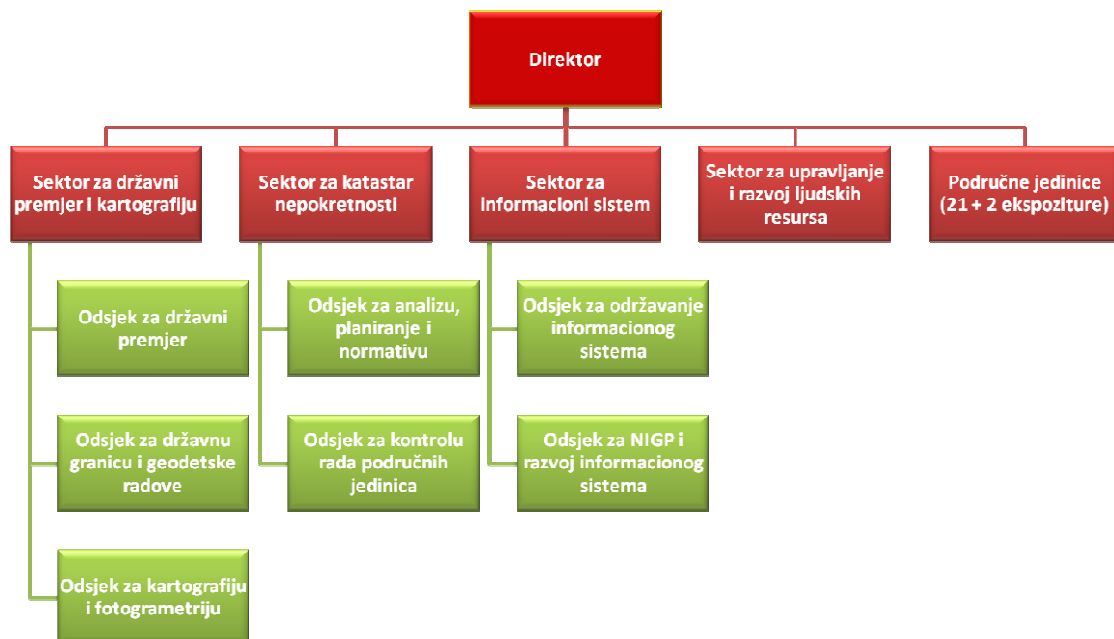 Direktor
Sektor za državni
premjer i kartografiju
Sektor za katastar
nepokretnosti
Sektor za
informacioni sistem
Sektor za upravljanje
i razvoj ljudskih
resursa
Područne jedinice
(21 + 2 ekspoziture)
Odsjek za državni
premjer
Odsjek za analizu,
planiranje i
normativu
Odsjek za održavanje
informacionog
sistema
Odsjek za državnu
granicu i geodetske
radove
Odsjek za kontrolu
rada područnih
jedinica
Odsjek za NIGP i
razvoj informacionog
sistema
Odsjek za kartografiju
i fotogrametriju